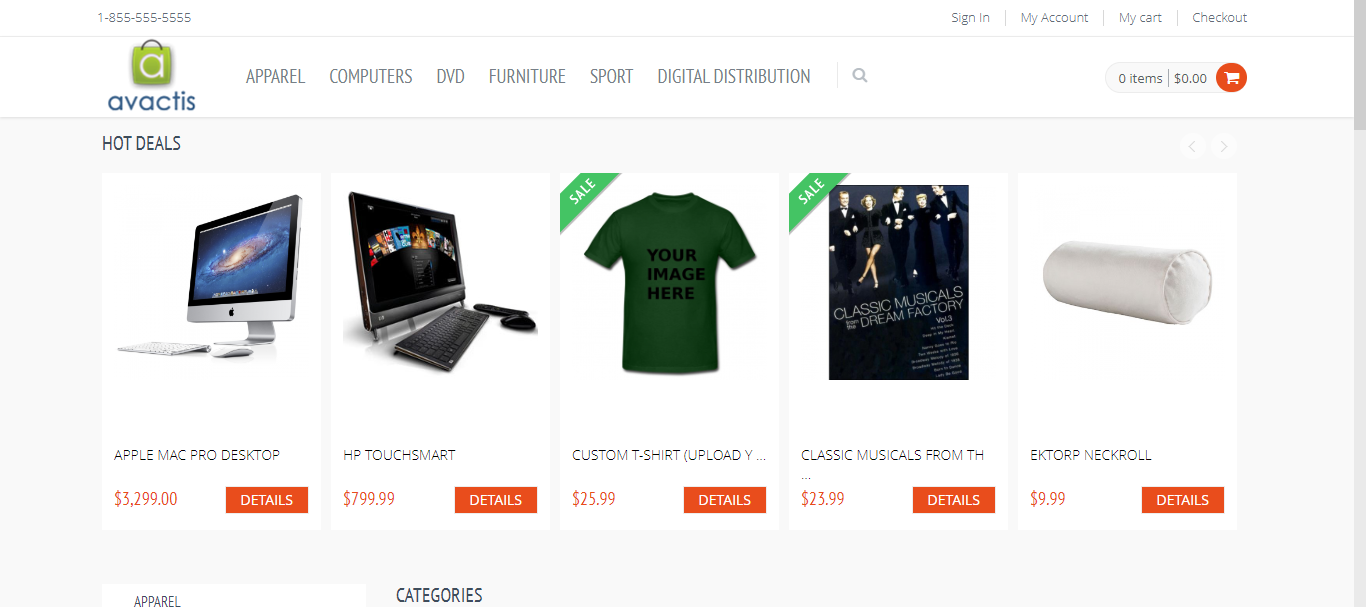 1-855-555-5555
Sign In
My Account
My cart
Checkout
a
avactis
APPAREL
COMPUTERS
DVD
FURNITURE
SPORT
DIGITAL DISTRIBUTION
0 items
$0.00
HOT DEALS
SALE
YOUR
IMAGE
HERE
SALE
CLASSIC MUSICALS
from the DREAM FACTORY
Vol.3
APPLE MAC PRO DESKTOP
$3,299.00
DETAILS
HP TOUCHSMART
$799.99
DETAILS
CUSTOM T-SHIRT (UPLOAD Y ...
$25.99
DETAILS
CLASSIC MUSICALS FROM TH
...
$23.99
DETAILS
EKTORP NECKROLL
$9.99
DETAILS
APPAREL
CATEGORIES